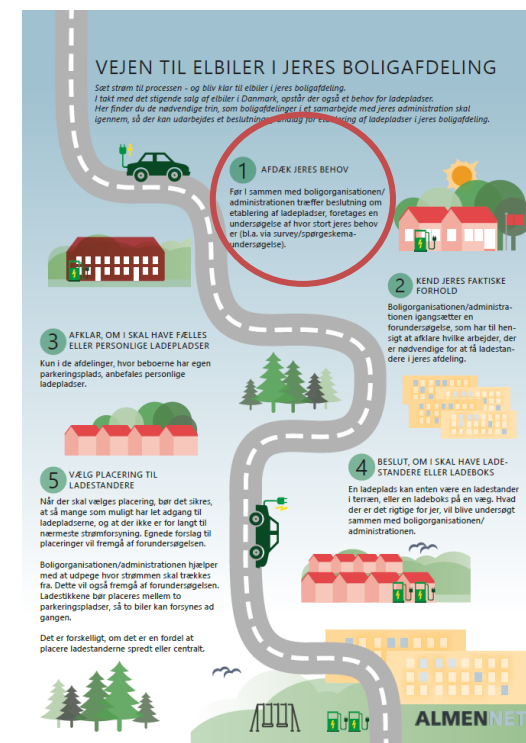 VEJEN TIL ELBILER I JERES BOLIGAFDELING
Sæt strøm til processen - og bliv klar til elbiler i jeres boligafdeling.
I takt med det stigende salg af elbiler i Danmark, opstår der også et behov for ladepladser.
Her finder du de nødvendige trin, som boligafdelinger i et samarbejde med jeres administration skal
igennem, så der kan udarbejdes et for etablering af ladepladser i jeres boligafdeling.
1 AFDÆK JERES BEHOV
Før I sammen med boligorganisationen/
administrationen træffer beslutning om
etablering af ladepladser, foretages en
undersøgelse af hvor stort jeres behov
er (bl.a. via survey/spørgeskema-
undersøgelse).
2 KEND JERES FAKTISKE
FORHOLD
Boligorganisationen/administra-
tionen igangsætter en
forundersøgelse, som har til hen-
sigt at afklare hvilke arbejder, der
er nødvendige for at få ladestan-
dere i jeres afdeling.
3 AFKLAR, OM I SKAL HAVE FÆLLES
ELLER PERSONLIGE LADEPLADSER
Kun i de afdelinger, hvor beboerne har egen
parkeringsplads, anbefales personlige
ladepladser.
4 BESLUT, OM I SKAL HAVE LADE-
STANDERE ELLER LADEBOKS
En ladeplads kan enten være en ladestander
i terræn, eller en ladeboks på en væg. Hvad
der er det rigtige for jer, vil blive undersøgt
sammen med boligorganisationen/
administrationen.
5 VÆLG PLACERING TIL
LADESTANDERE
Når der skal vælges placering, bør det sikres,
at så mange som muligt har let adgang til
ladepladserne, og at der ikke er for langt til
nærmeste strømforsyning. Egnede forslag til
placeringer vil fremgå af forundersøgelsen.
Boligorganisationen/administrationen hjælper
med at udpege hvor strømmen skal trækkes
fra. Dette vil også fremgå af forundersøgelsen.
Ladestikkene bør placeres mellem to
parkeringspladser, så to biler kan forsynes ad
gangen.
Det er forskelligt, om det er en fordel at
placere ladestanderne spredt eller centralt.
ALMENNET